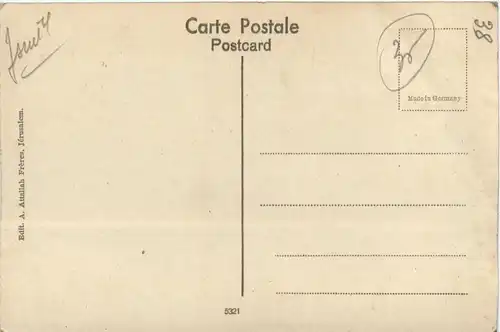 Carte Postale
Postcard
38
Made in Germany
Edit. A. Attallah Frères, Jérusalem.
5321